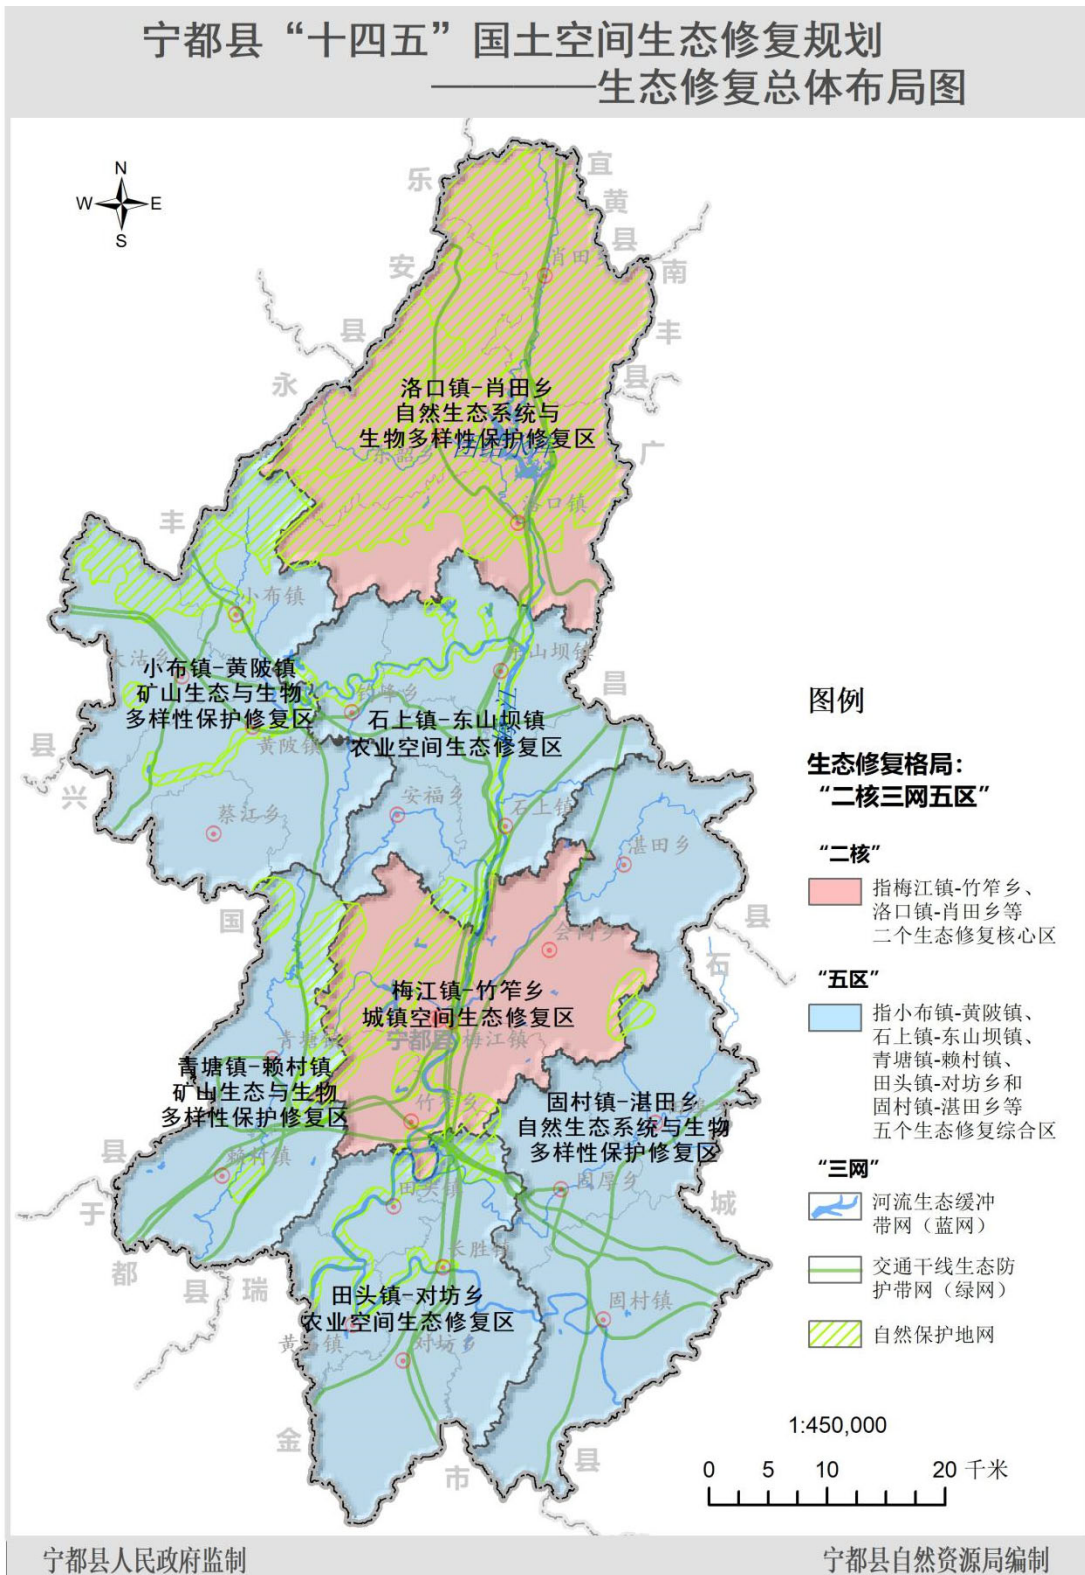 宁都县“十四五”国土空间生态修复规划
————生态修复总体布局图
N
W
E
S
乐
安
县
宜
黄
县
南
丰
县
广
昌
县
石
城
县
永
丰
县
兴
国
县
于
都
县
瑞
金
市
肖田乡
洛口镇-肖田乡
自然生态系统与
生物多样性保护修复区
团结水库
东韶乡
洛口镇
小布镇
大沽乡
小布镇-黄陂镇
矿山生态与生物
多样性保护修复区
黄陂镇
东山坝镇
钓峰乡
石上镇-东山坝镇
农业空间生态修复区
梅江
蔡江乡
安福乡
石上镇
湛田乡
会同乡
梅江镇-竹笮乡
城镇空间生态修复区
宁都县
梅江镇
青塘镇
青塘镇-赖村镇
矿山生态与生物
多样性保护修复区
竹笮乡
固村镇-湛田乡
自然生态系统与生物
多样性保护修复区
赖村镇
田头镇
固厚乡
长胜镇
田头镇-对坊乡
农业空间生态修复区
对坊乡
固村镇
图例
生态修复格局：
“二核三网五区”
“二核”
指梅江镇-竹笮乡、
洛口镇-肖田乡等
二个生态修复核心区
“五区”
指小布镇-黄陂镇、
石上镇-东山坝镇、
青塘镇-赖村镇、
田头镇-对坊乡和
固村镇-湛田乡等
五个生态修复综合区
“三网”
河流生态缓冲
带网（蓝网）
交通干线生态防
护带网（绿网）
自然保护地网
1:450,000
0 5 10 20 千米
宁都县人民政府监制
宁都县自然资源局编制